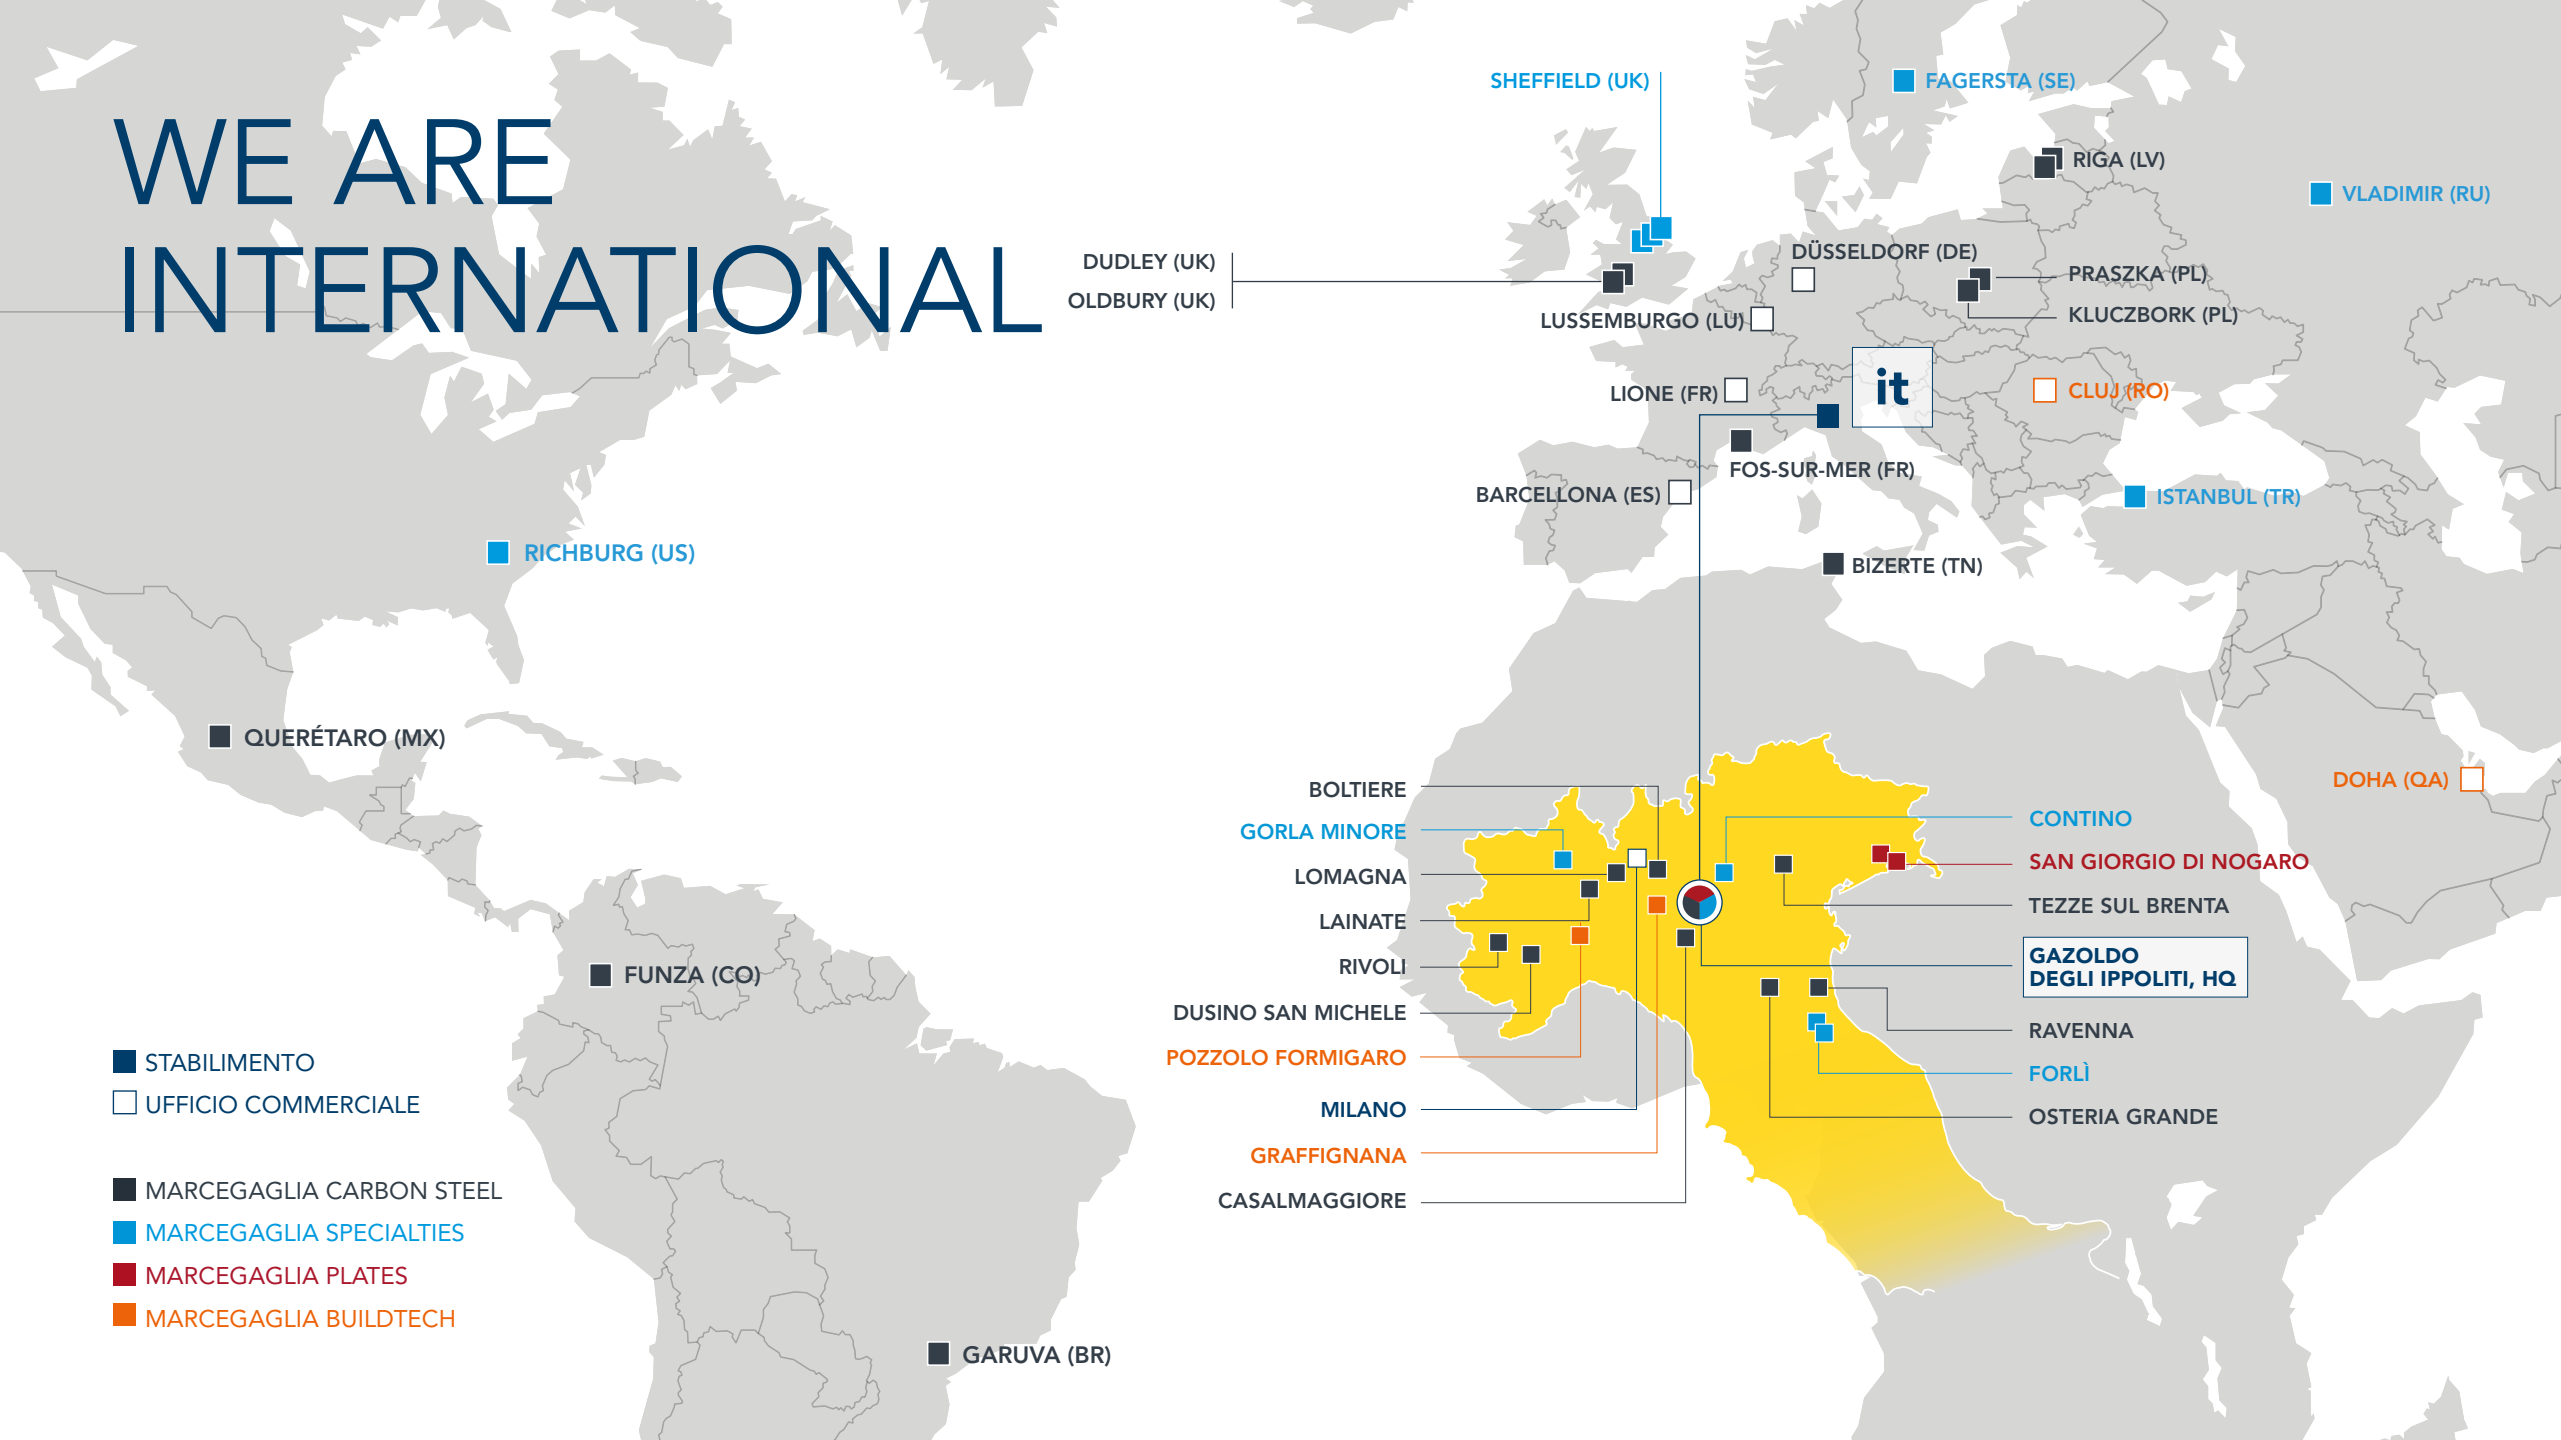 WE ARE
INTERNATIONAL
SHEFFIELD (UK)
FAGERSTA (SE)
RIGA (LV)
VLADIMIR (RU)
DUDLEY (UK)
OLDBURY (UK)
DÜSSELDORF (DE)
PRASZKA (PL)
KLUCZBORK (PL)
LUSSEMBURGO (LU)
it
LIONE (FR)
CLUJ (RO)
FOS-SUR-MER (FR)
BARCELLONA (ES)
ISTANBUL (TR)
RICHBURG (US)
BIZERTE (TN)
QUERÉTARO (MX)
DOHA (QA)
FUNZA (CO)
GARUVA (BR)
BOLTIERE
GORLA MINORE
LOMAGNA
LAINATE
RIVOLI
DUSINO SAN MICHELE
POZZOLO FORMIGARO
MILANO
GRAFFIGNANA
CASALMAGGIORE
CONTINO
SAN GIORGIO DI NOGARO
TEZZE SUL BRENTA
GAZOLDO
DEGLI IPPOLITI, HQ
RAVENNA
FORLÌ
OSTERIA GRANDE
STABILIMENTO
UFFICIO COMMERCIALE
MARCEGAGLIA CARBON STEEL
MARCEGAGLIA SPECIALTIES
MARCEGAGLIA PLATES
MARCEGAGLIA BUILDTECH